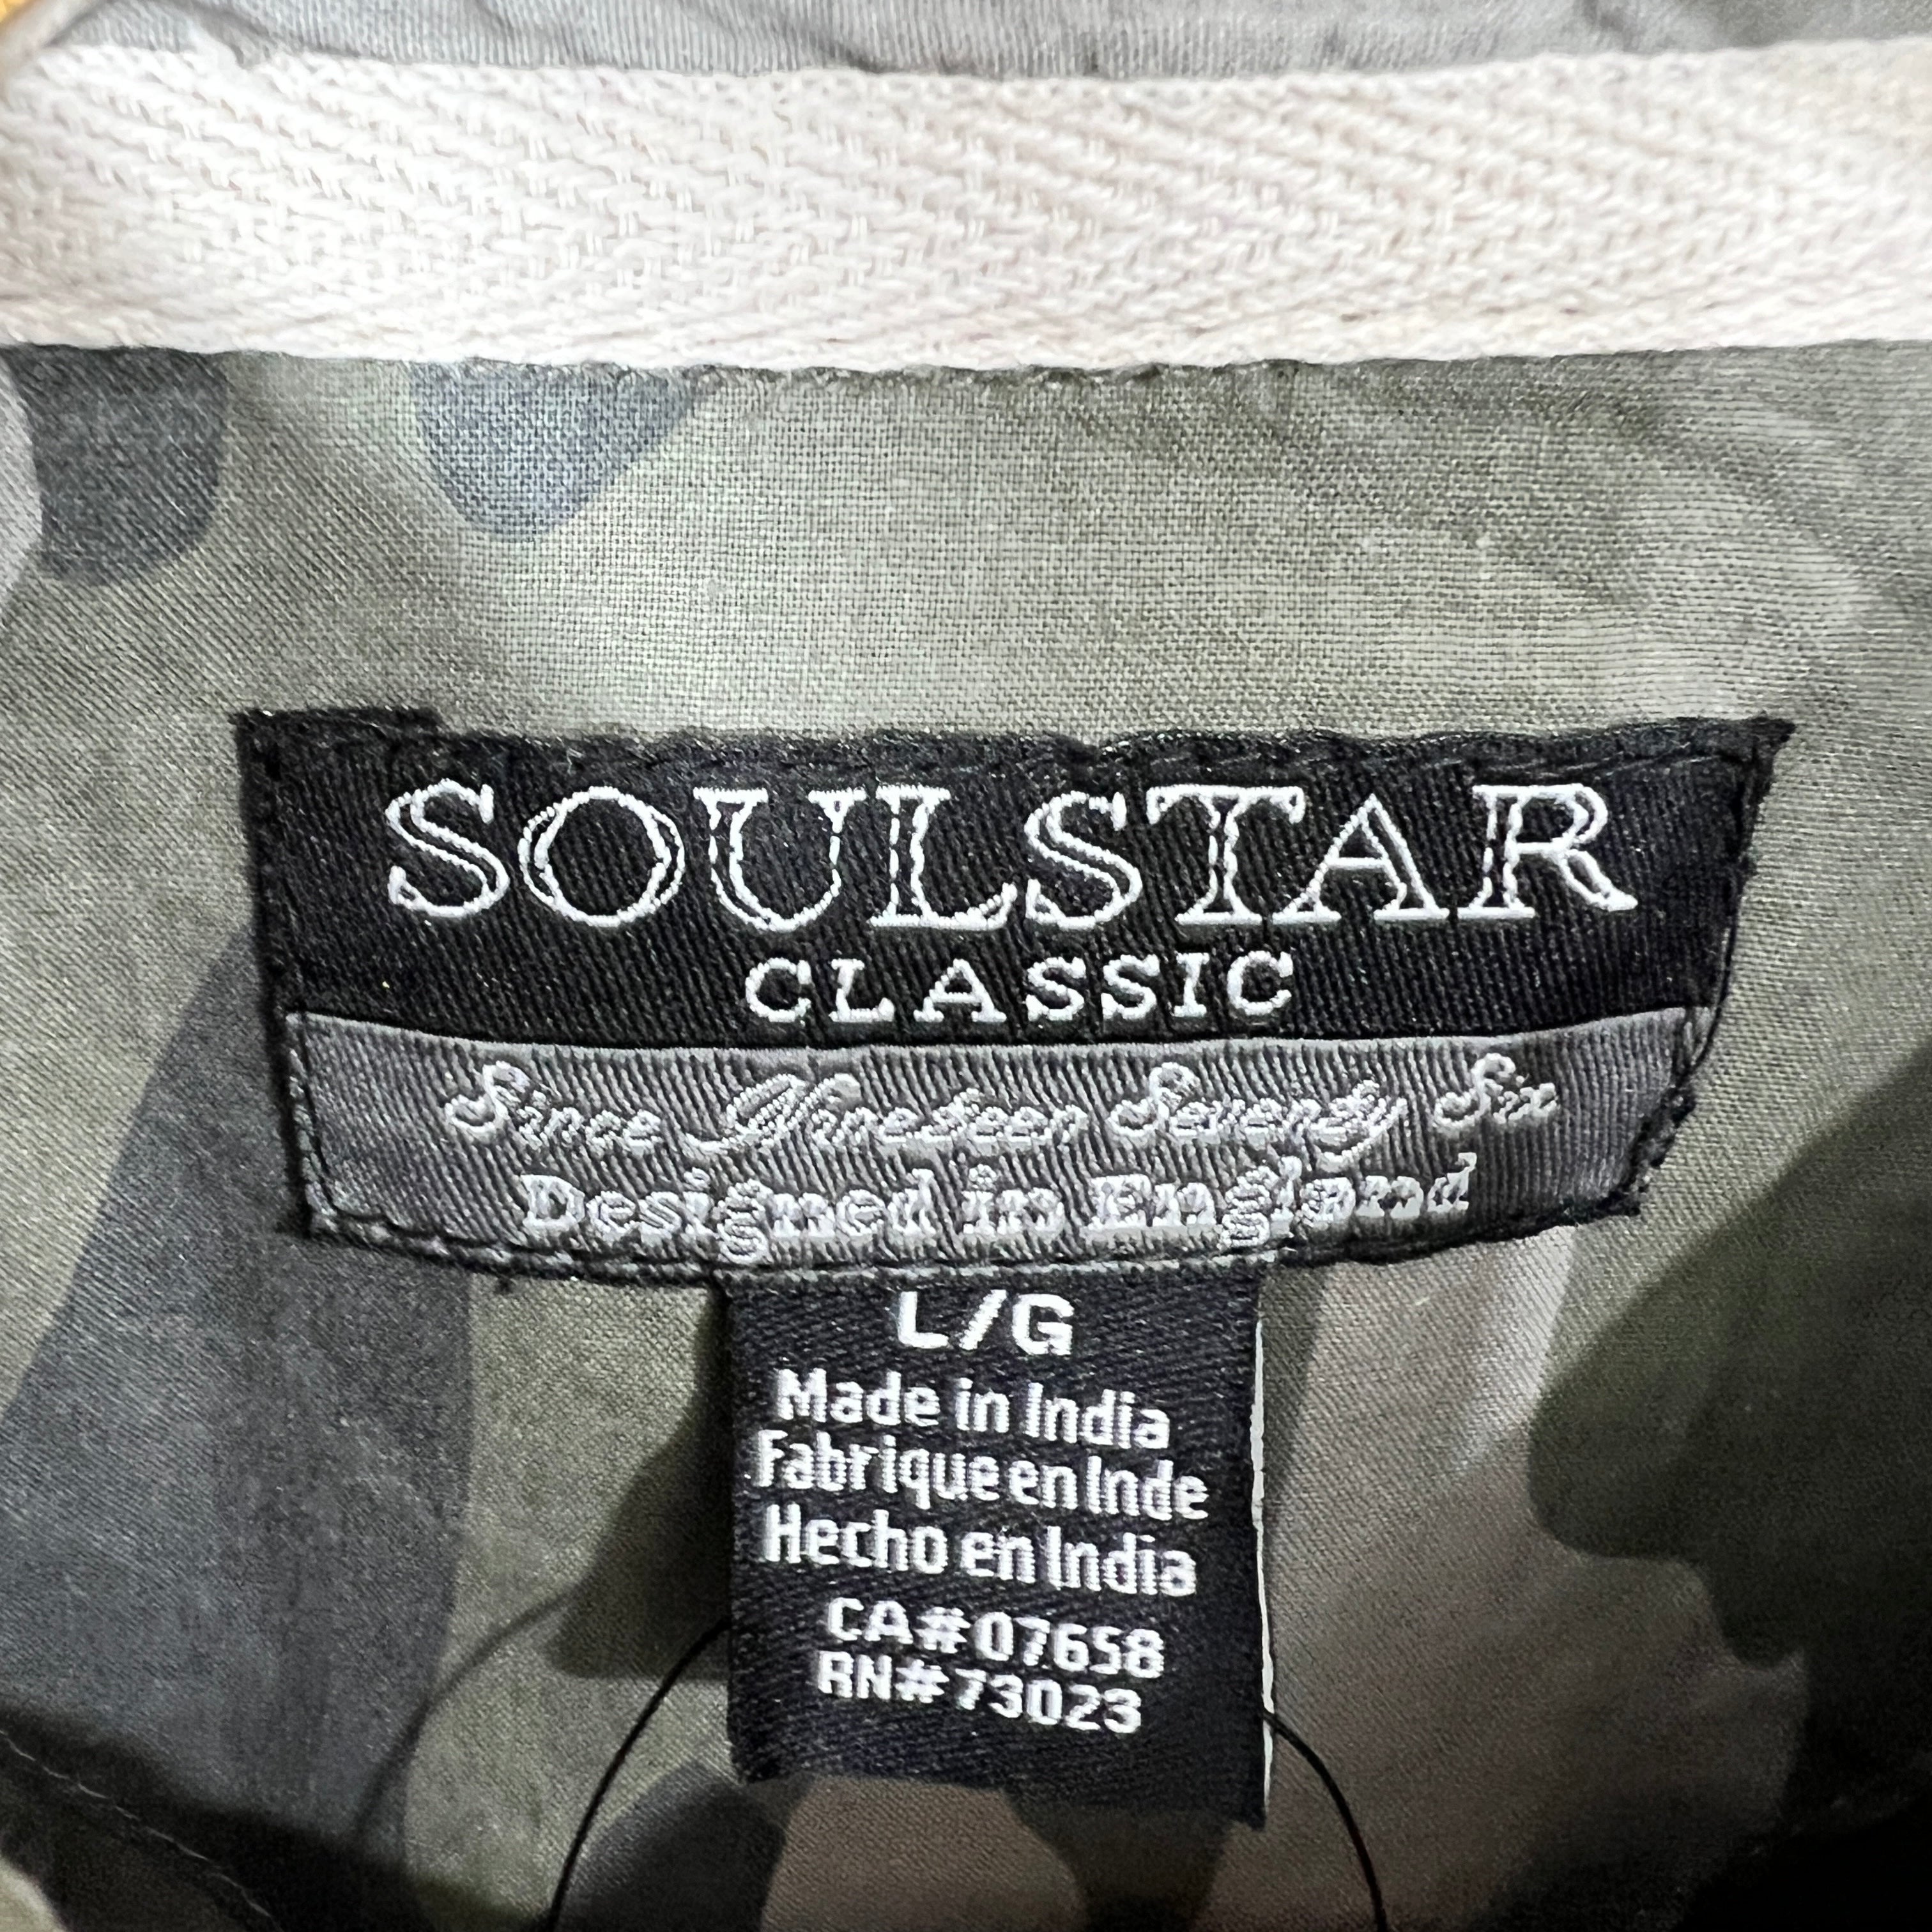 SOULSTAR
CLASSIC
Since Nineteen Seventy Six
Designed in England
L/G
Made in India
Fabrique en Inde
Hecho en India
CA#07658
RN#73023